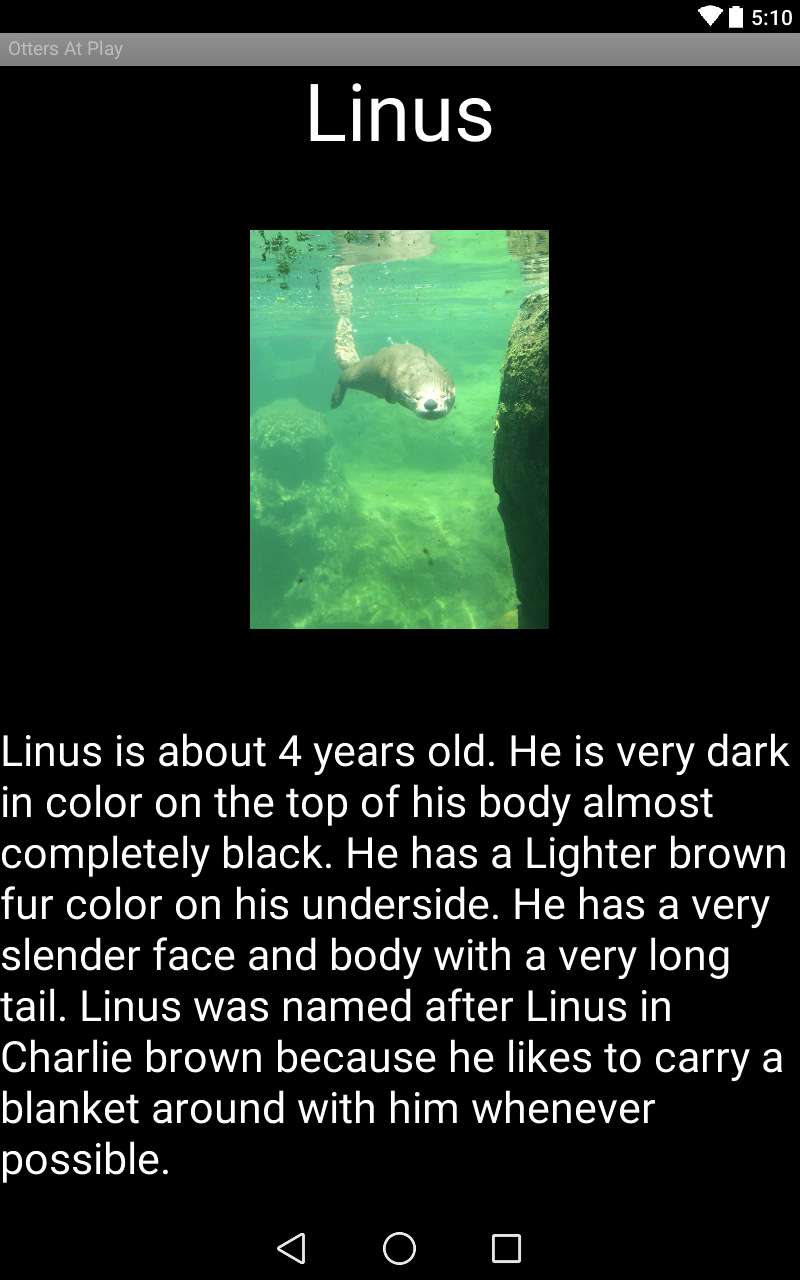 5:10
Otters At Play
Linus
Linus is about 4 years old. He is very dark
in color on the top of his body almost
completely black. He has a Lighter brown
fur color on his underside. He has a very
slender face and body with a very long
tail. Linus was named after Linus in
Charlie brown because he likes to carry a
blanket around with him whenever
possible.